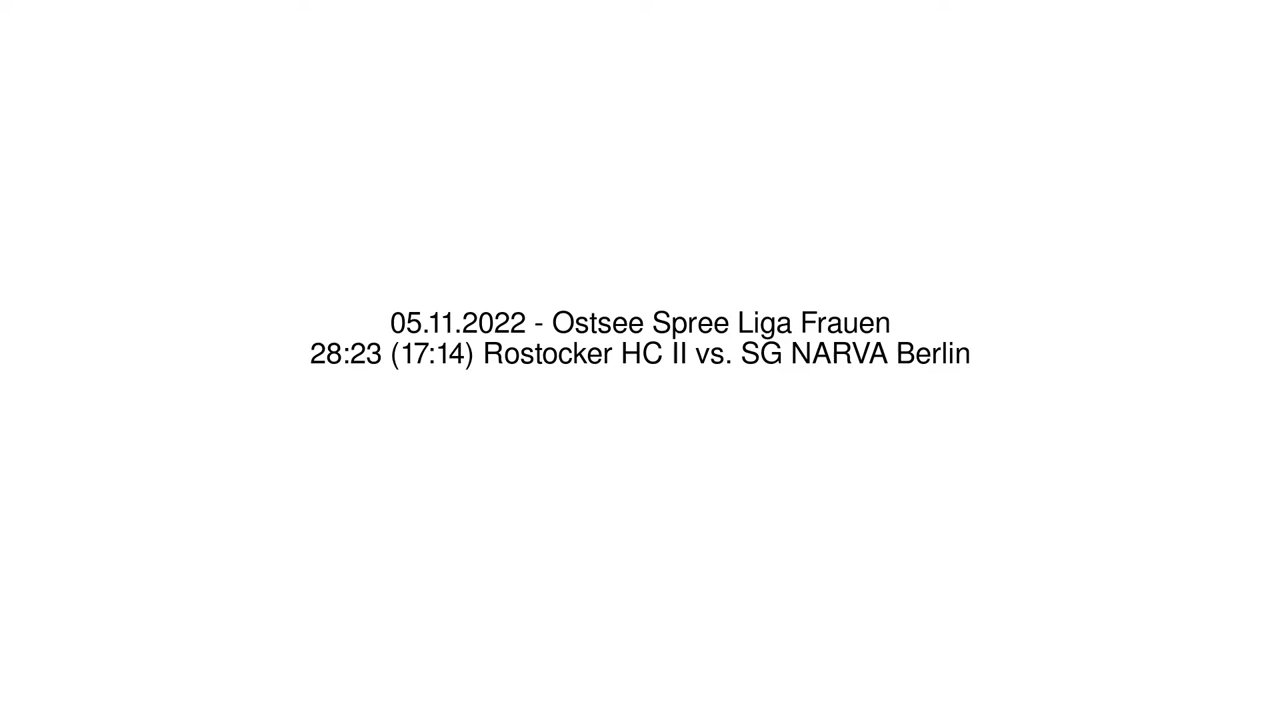 05.11.2022 - Ostsee Spree Liga Frauen
28:23 (17:14) Rostocker HC II vs. SG NARVA Berlin